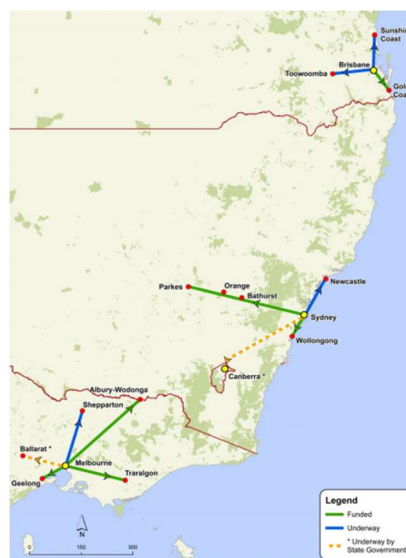 Sunshi
Coast
Brisbane
Toowoomba
Gol
Coa
Newcastle
Parkes
Orange
Bathurst
Sydney
Wollongong
Canberra *
Albury-Wodonga
Shepparton
Ballarat *
Melbourne
Geelong
Traralgon
0 150 300
N
Legend
Funded
Underway
* Underway by
State Government